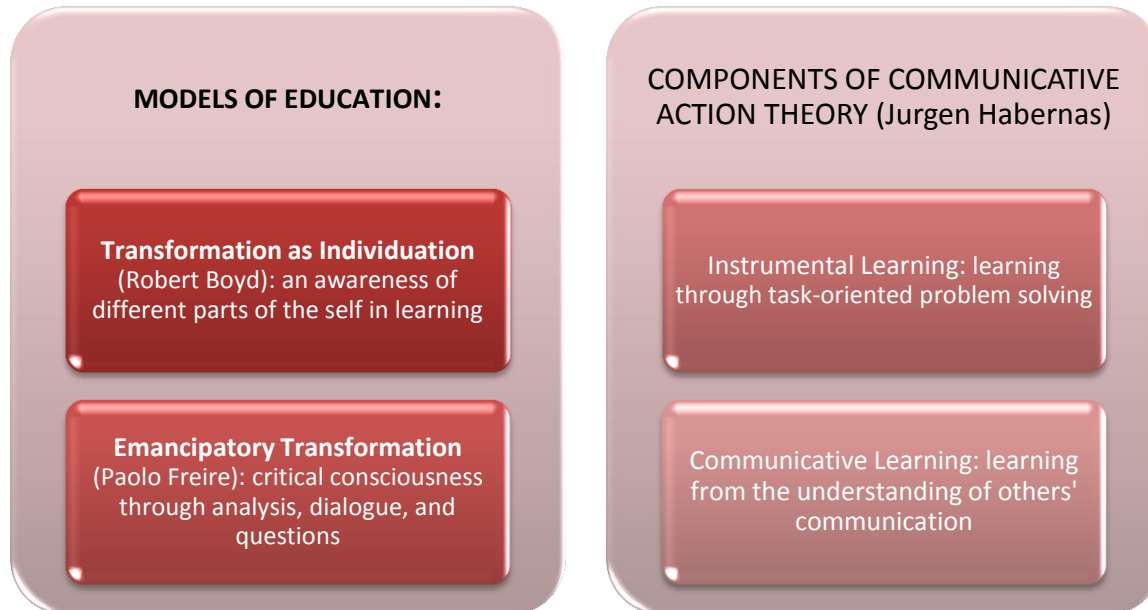 MODELS OF EDUCATION:
Transformation as Individuation
(Robert Boyd): an awareness of
different parts of the self in learning
Emancipatory Transformation
(Paolo Freire): critical consciousness
through analysis, dialogue, and
questions
COMPONENTS OF COMMUNICATIVE
ACTION THEORY (Jurgen Habernas)
Instrumental Learning: learning
through task-oriented problem solving
Communicative Learning: learning
from the understanding of others'
communication